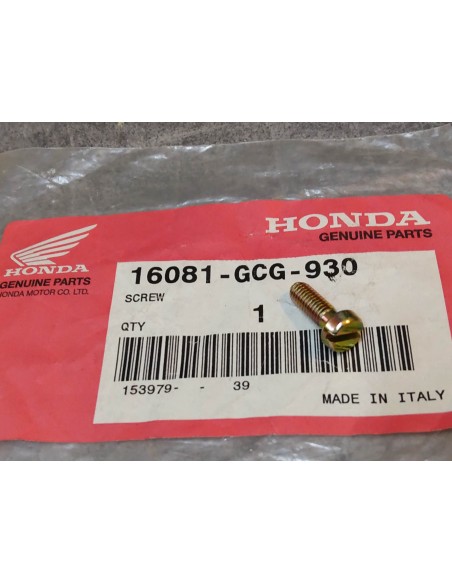 HONDA
GENUINE PARTS
HONDA MOTOR CO. LTD.
HONDA
GENUINE PARTS
16081-GCG-930
SCREW
QTY 1
153979- - 39
MADE IN ITALY